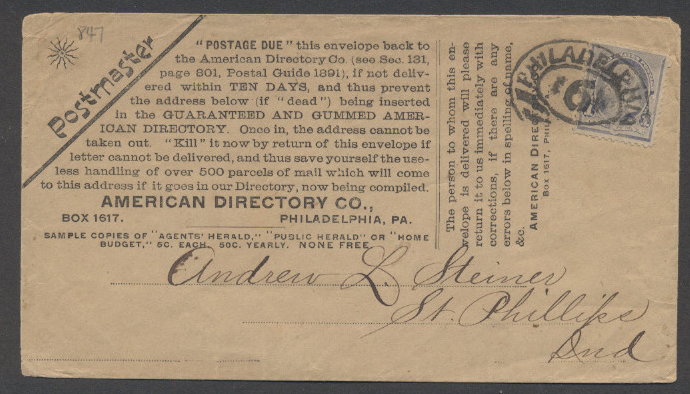 847
Postmaster
"POSTAGE DUE" this envelope back to
the American Directory Co. (see Sec. 131,
page 801, Postal Guide 1891), if not deliv-
ered within TEN DAYS, and thus prevent
the address below (if "dead") being inserted
in the GUARANTEED AND GUMMED AMER-
ICAN DIRECTORY. Once in, the address cannot be
taken out. "Kill" it now by return of this envelope if
letter cannot be delivered, and thus save yourself the use-
less handling of over 500 parcels of mail which will come
to this address if it goes in our Directory, now being compiled.
AMERICAN DIRECTORY CO.,
BOX 1617. PHILADELPHIA, PA.
SAMPLE COPIES OF "AGENTS' HERALD," "PUBLIC HERALD" OR "HOME
BUDGET," 5C. EACH, 50C. YEARLY. NONE FREE.
The person to whom this en-
velope is delivered will please
return it to us immediately with
corrections, if there are any
errors below in spelling of name,
&c.
AMERICAN DIRE
BOX 1617, PHI
PHILADELPHIA
Andrew L. Steiner
St. Phillips
Ind